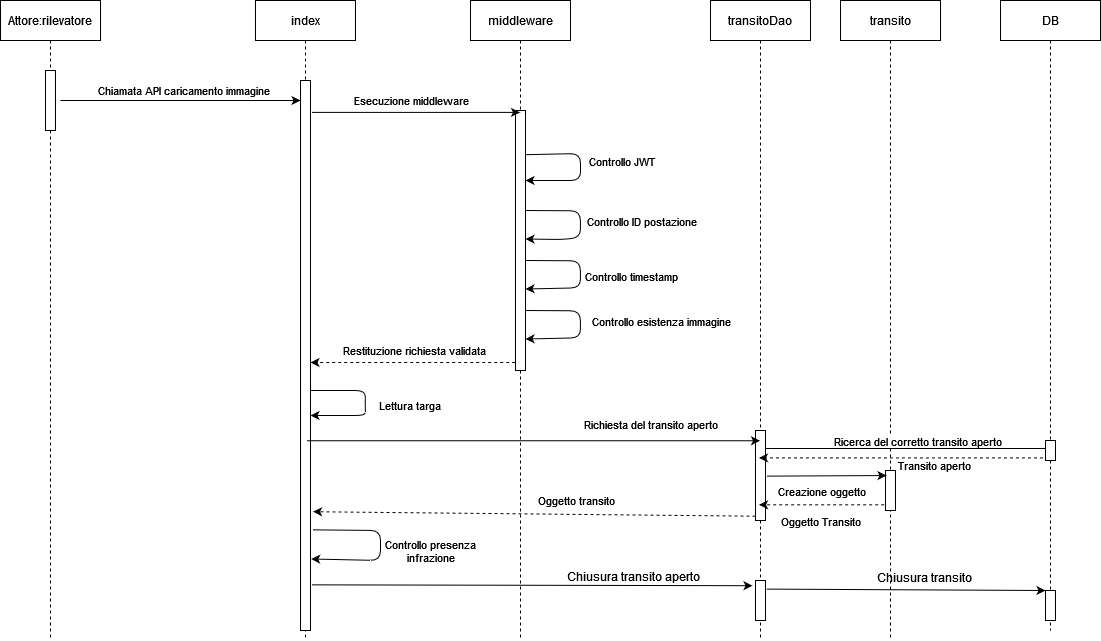 Attore:rilevatore
index
middleware
transitoDao
transito
DB
Chiamata API caricamento immagine
Esecuzione middleware
Controllo JWT
Controllo ID postazione
Controllo timestamp
Controllo esistenza immagine
Restituzione richiesta validata
Lettura targa
Richiesta del transito aperto
Ricerca del corretto transito aperto
Transito aperto
Creazione oggetto
Oggetto transito
Oggetto Transito
Controllo presenza
infrazione
Chiusura transito aperto
Chiusura transito